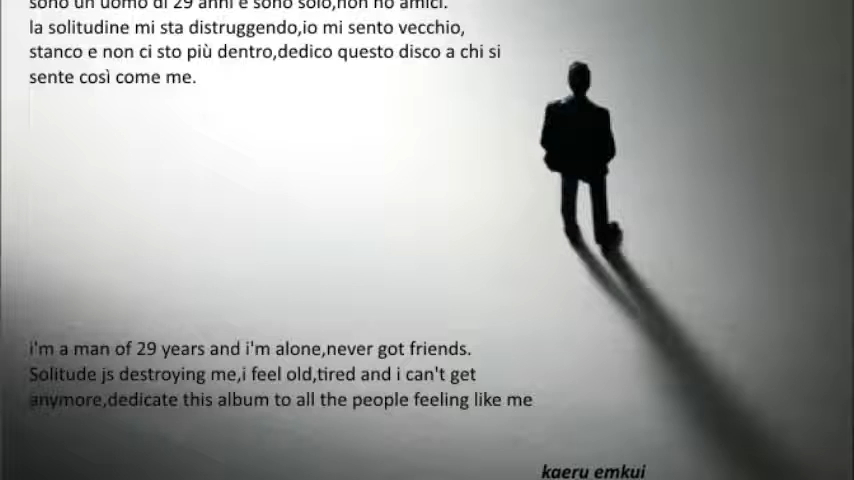 sono un uomo di 29 anni e sono solo,non ho amici.
la solitudine mi sta distruggendo,io mi sento vecchio,
stanco e non ci sto più dentro,dedico questo disco a chi si
sente così come me.
i'm a man of 29 years and i'm alone,never got friends.
Solitude js destroying me,i feel old,tired and i can't get
anymore,dedicate this album to all the people feeling like me
kaeru emkui